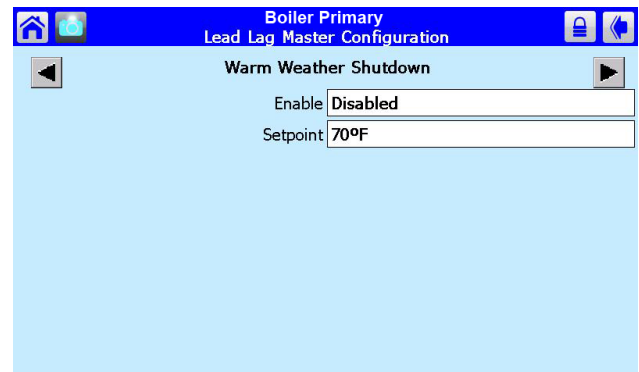 Boiler Primary
Lead Lag Master Configuration
Warm Weather Shutdown
Enable Disabled
Setpoint 70ºF